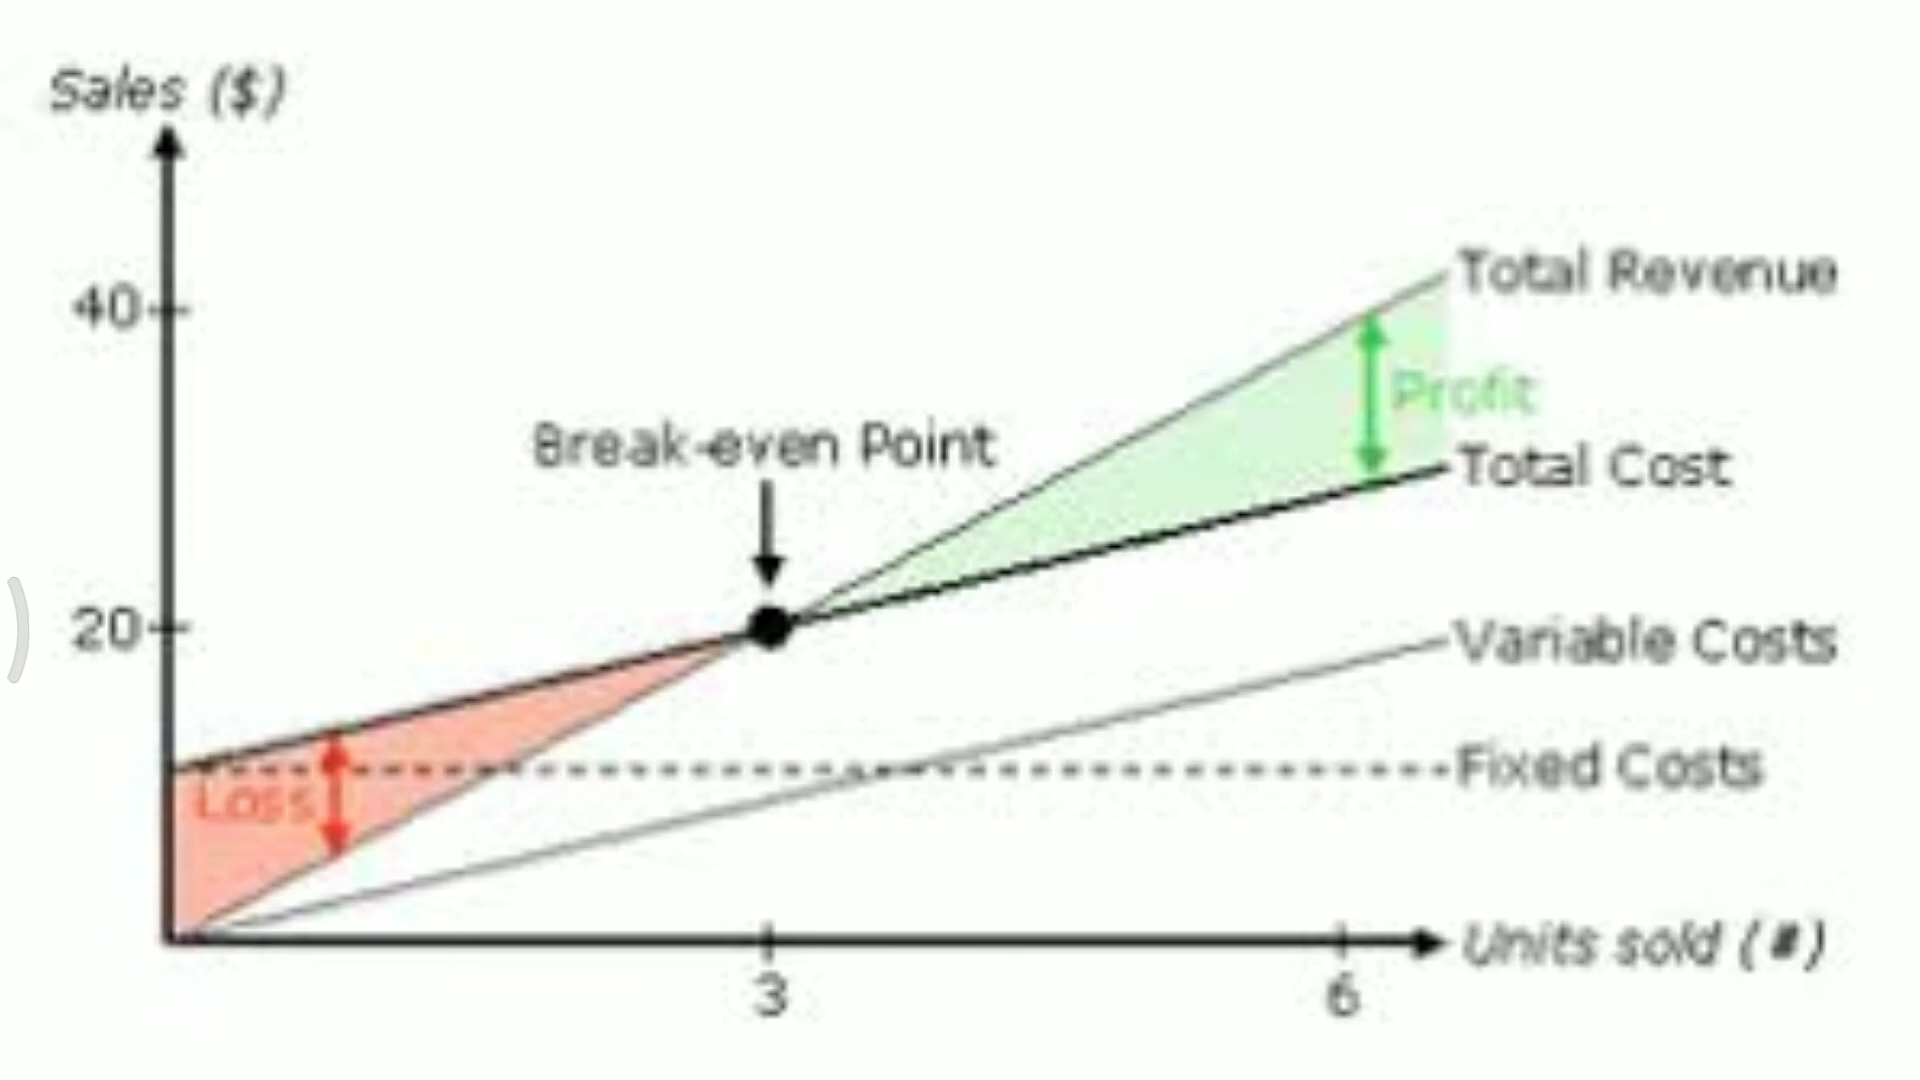 Sales ($)
40
20
Break-even Point
Total Revenue
Profit
Total Cost
Variable Costs
Fixed Costs
Loss
Units sold (#)
3
6